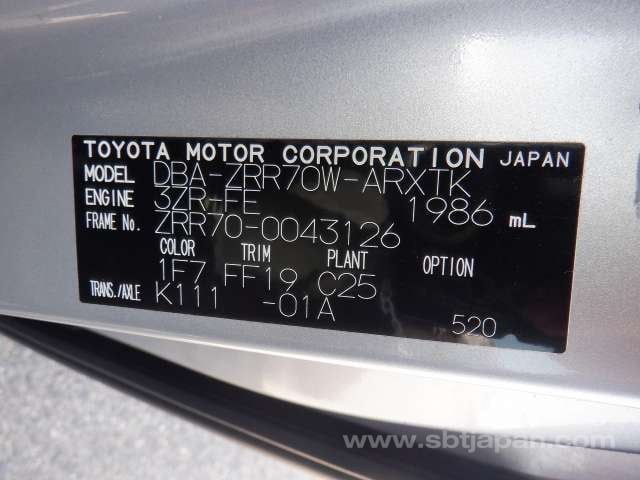 TOYOTA MOTOR CORPORATION JAPAN
MODEL DBA-ZRR70W-ARXTK
ENGINE 3ZR-FE 1986 mL
FRAME No. ZRR70-0043126
COLOR TRIM PLANT OPTION
1F7 FF19 C25
TRANS./AXLE K111 -01A
520
www.sbtjapan.com